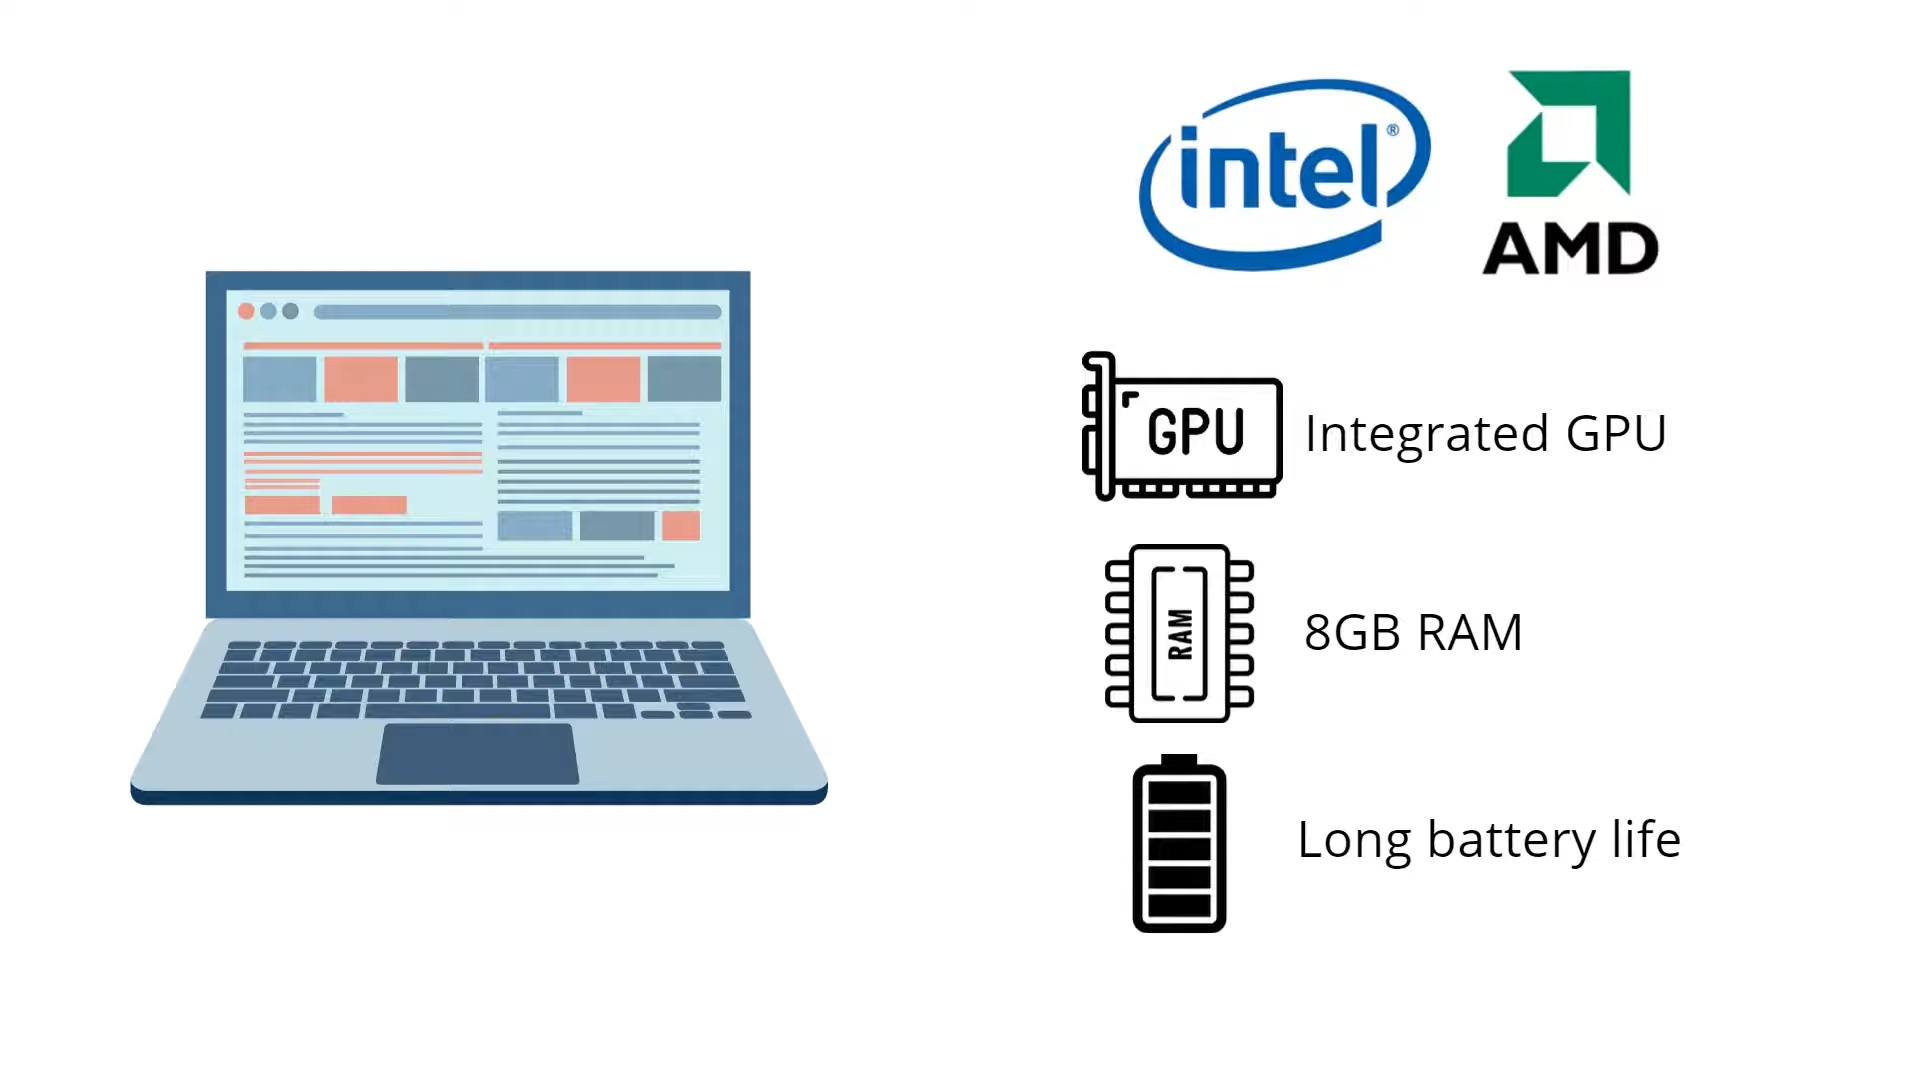 intel®
AMD
GPU
Integrated GPU
RAM
8GB RAM
Long battery life